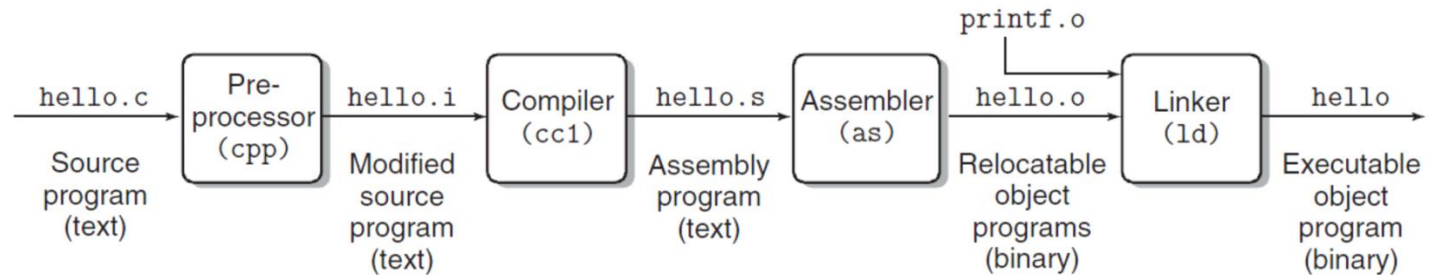 printf.o
hello.c
Pre-
processor
(cpp)
hello.i
Compiler
(cc1)
hello.s
Assembler
(as)
hello.o
Linker
(ld)
hello
Source
program
(text)
Modified
source
program
(text)
Assembly
program
(text)
Relocatable
object
programs
(binary)
Executable
object
program
(binary)